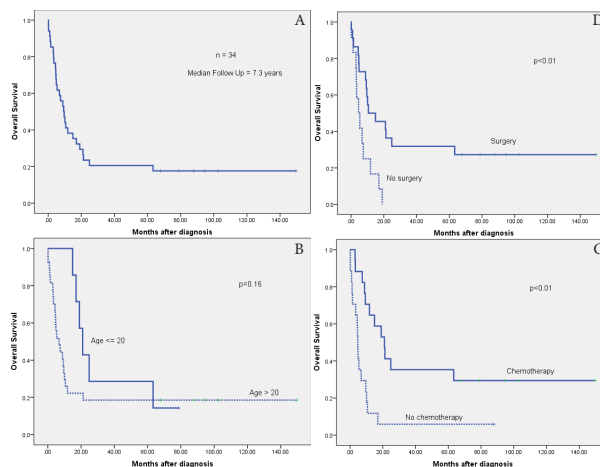 A
n = 34
Median Follow Up = 7.3 years
Overall Survival
1.0
0.8
0.6
0.4
0.2
0.0
.00 20.00 40.00 60.00 80.00 100.00 120.00 140.00
Months after diagnosis
D
p<0.01
Surgery
No surgery
Overall Survival
1.0
0.8
0.6
0.4
0.2
0.0
.00 20.00 40.00 60.00 80.00 100.00 120.00 140.00
Months after diagnosis
B
p=0.16
Age <= 20
Age > 20
Overall Survival
1.0
0.8
0.6
0.4
0.2
0.0
.00 20.00 40.00 60.00 80.00 100.00 120.00 140.00
Months after diagnosis
C
p<0.01
Chemotherapy
No chemotherapy
Overall Survival
1.0
0.8
0.6
0.4
0.2
0.0
.00 20.00 40.00 60.00 80.00 100.00 120.00 140.00
Months after diagnosis